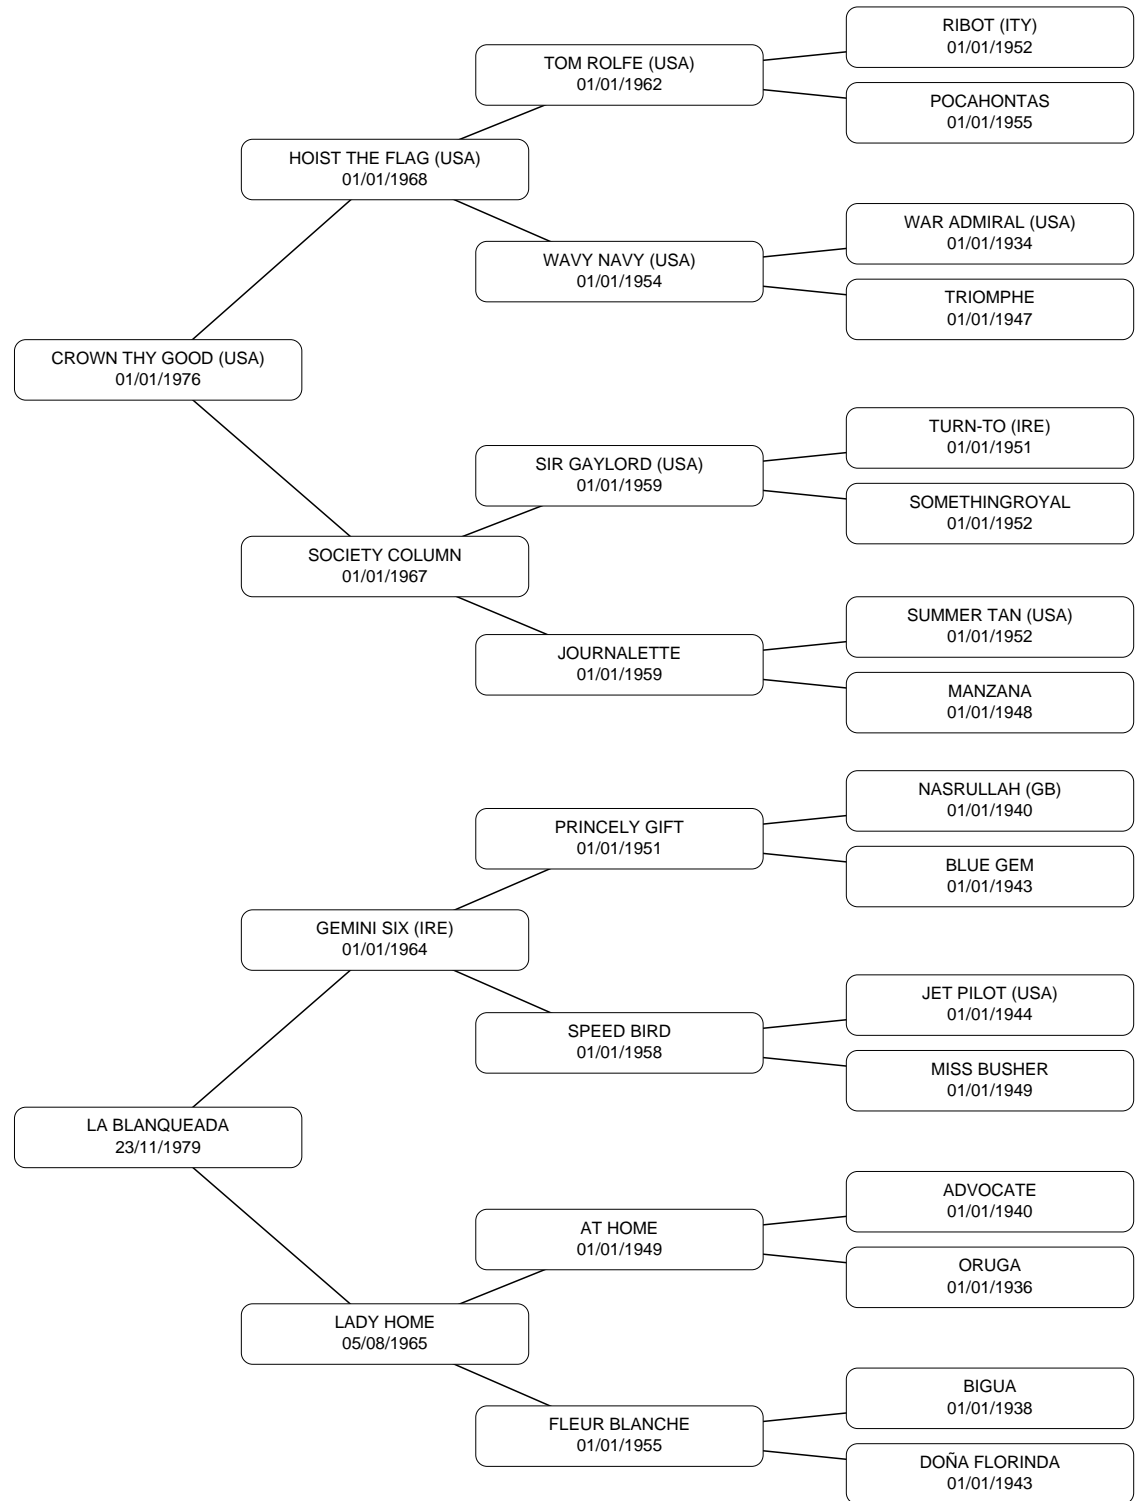 RIBOT (ITY)
01/01/1952
TOM ROLFE (USA)
01/01/1962
POCAHONTAS
01/01/1955
HOIST THE FLAG (USA)
01/01/1968
WAR ADMIRAL (USA)
01/01/1934
WAVY NAVY (USA)
01/01/1954
TRIOMPHE
01/01/1947
CROWN THY GOOD (USA)
01/01/1976
TURN-TO (IRE)
01/01/1951
SIR GAYLORD (USA)
01/01/1959
SOMETHINGROYAL
01/01/1952
SOCIETY COLUMN
01/01/1967
SUMMER TAN (USA)
01/01/1952
JOURNALETTE
01/01/1959
MANZANA
01/01/1948
NASRULLAH (GB)
01/01/1940
PRINCELY GIFT
01/01/1951
BLUE GEM
01/01/1943
GEMINI SIX (IRE)
01/01/1964
JET PILOT (USA)
01/01/1944
SPEED BIRD
01/01/1958
MISS BUSHER
01/01/1949
LA BLANQUEADA
23/11/1979
ADVOCATE
01/01/1940
AT HOME
01/01/1949
ORUGA
01/01/1936
LADY HOME
05/08/1965
BIGUA
01/01/1938
FLEUR BLANCHE
01/01/1955
DOÑA FLORINDA
01/01/1943